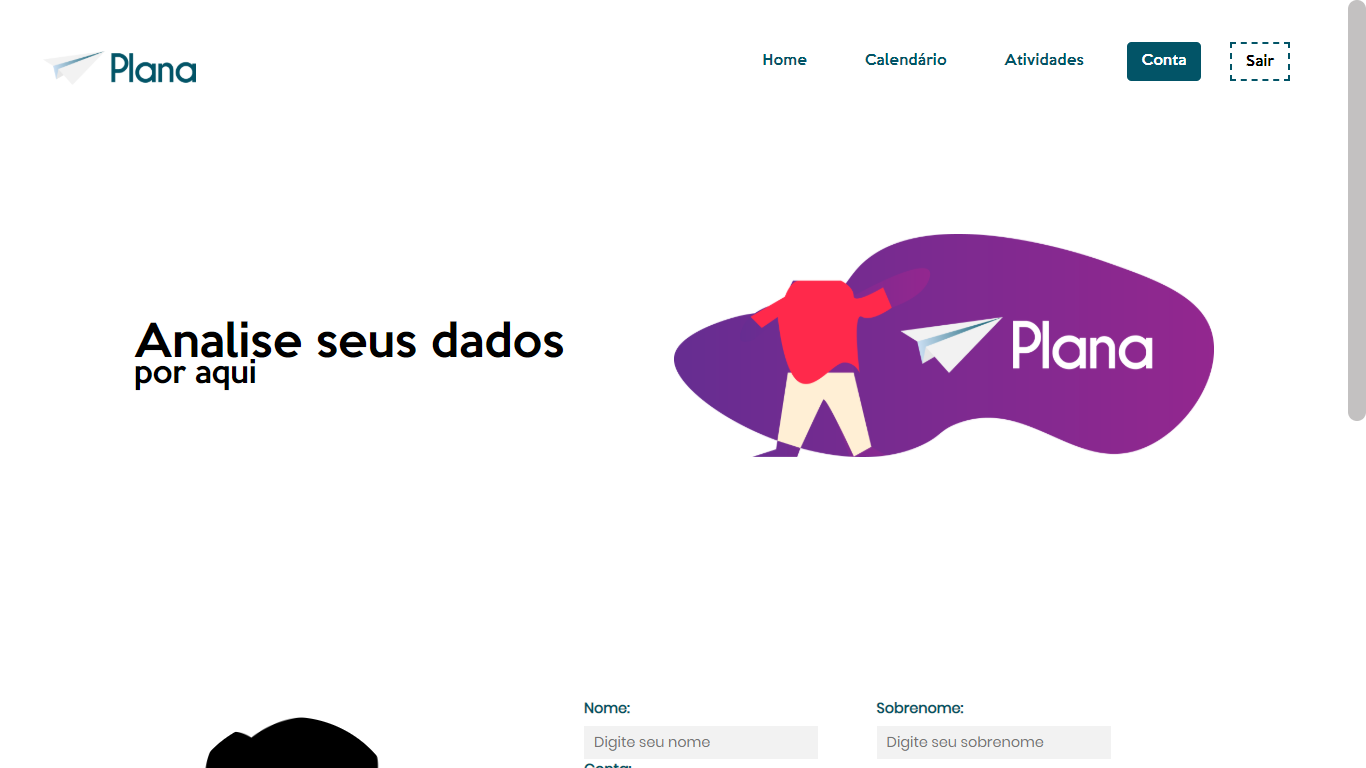 Plana
Home
Calendário
Atividades
Conta
Sair
Analise seus dados
por aqui
Plana
Nome:
Sobrenome:
Digite seu nome
Digite seu sobrenome
Conta: